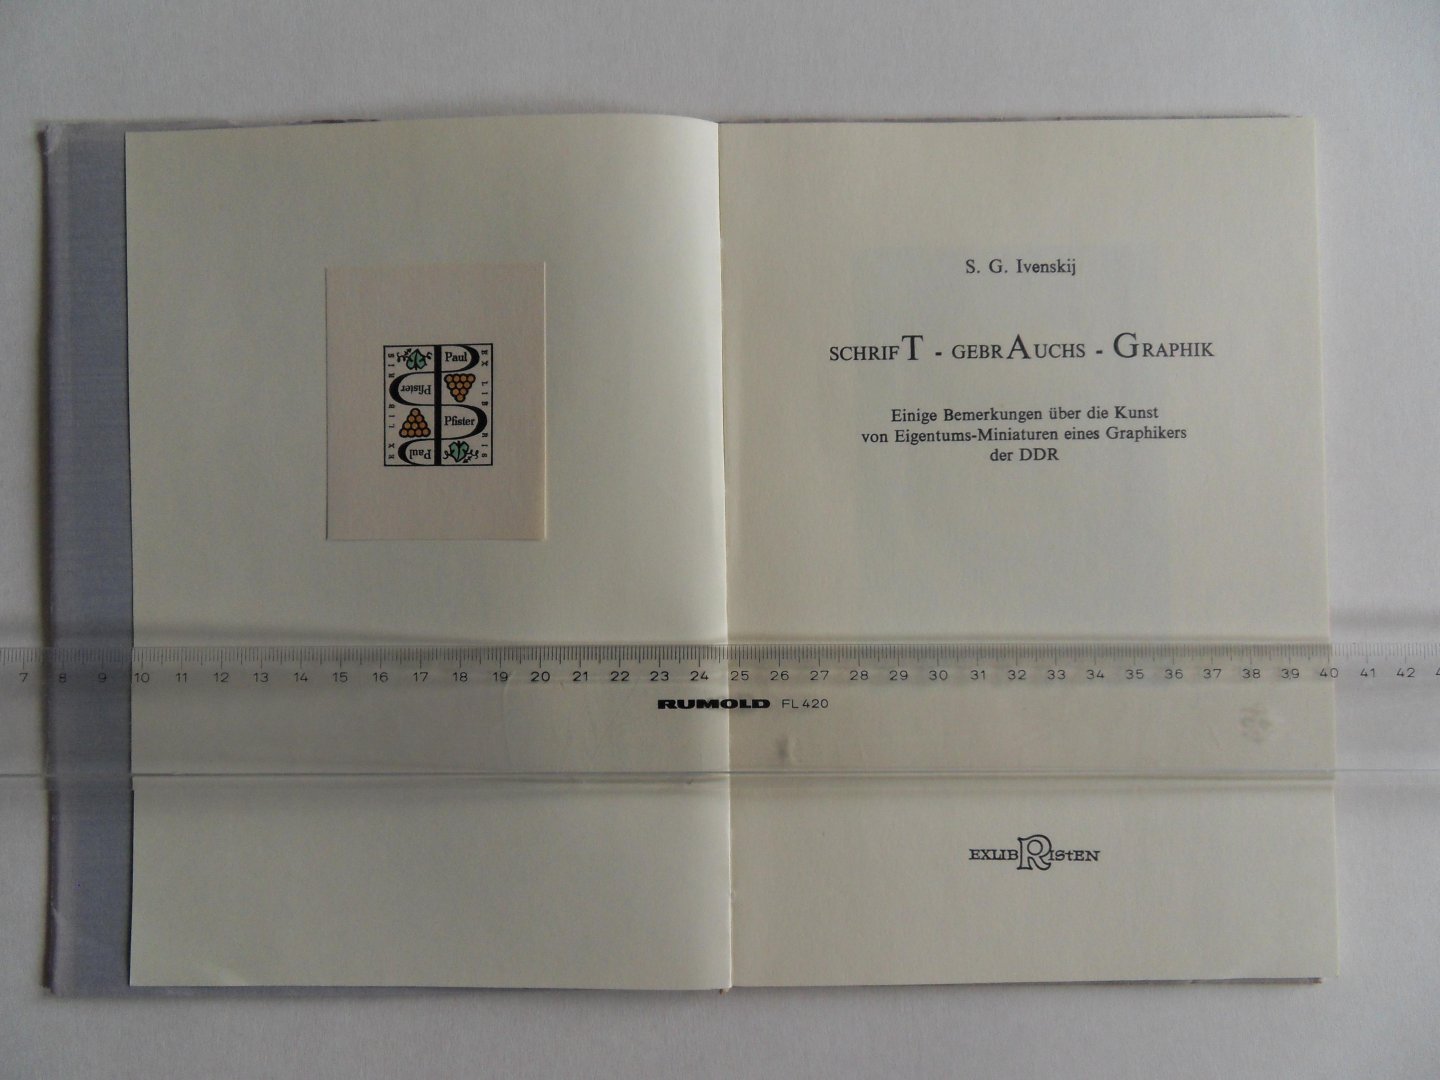 Paul
Pfister
Pfister
Paul
EX LIBRIS
EX LIBRIS
S. G. Ivenskij
SCHRIFT - GEBRAUCHS - GRAPHIK
Einige Bemerkungen über die Kunst
von Eigentums-Miniaturen eines Graphikers
der DDR
7 8 9 10 11 12 13 14 15 16 17 18 19 20 21 22 23 24 25 26 27 28 29 30 31 32 33 34 35 36 37 38 39 40 41 42
RUMOLD FL 420
EXLIBRIStEN